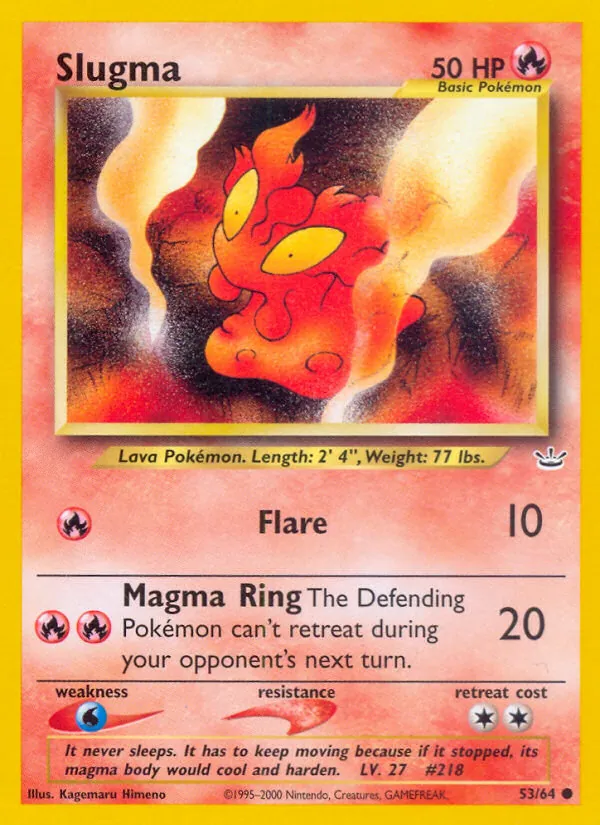 Slugma
50 HP
Basic Pokémon
Lava Pokémon. Length: 2' 4", Weight: 77 lbs.
Flare 10
Magma Ring The Defending
Pokémon can't retreat during
your opponent's next turn.
20
weakness resistance retreat cost
It never sleeps. It has to keep moving because if it stopped, its
magma body would cool and harden. LV. 27 #218
Illus. Kagemaru Himeno ©1995-2000 Nintendo, Creatures, GAMEFREAK. 53/64